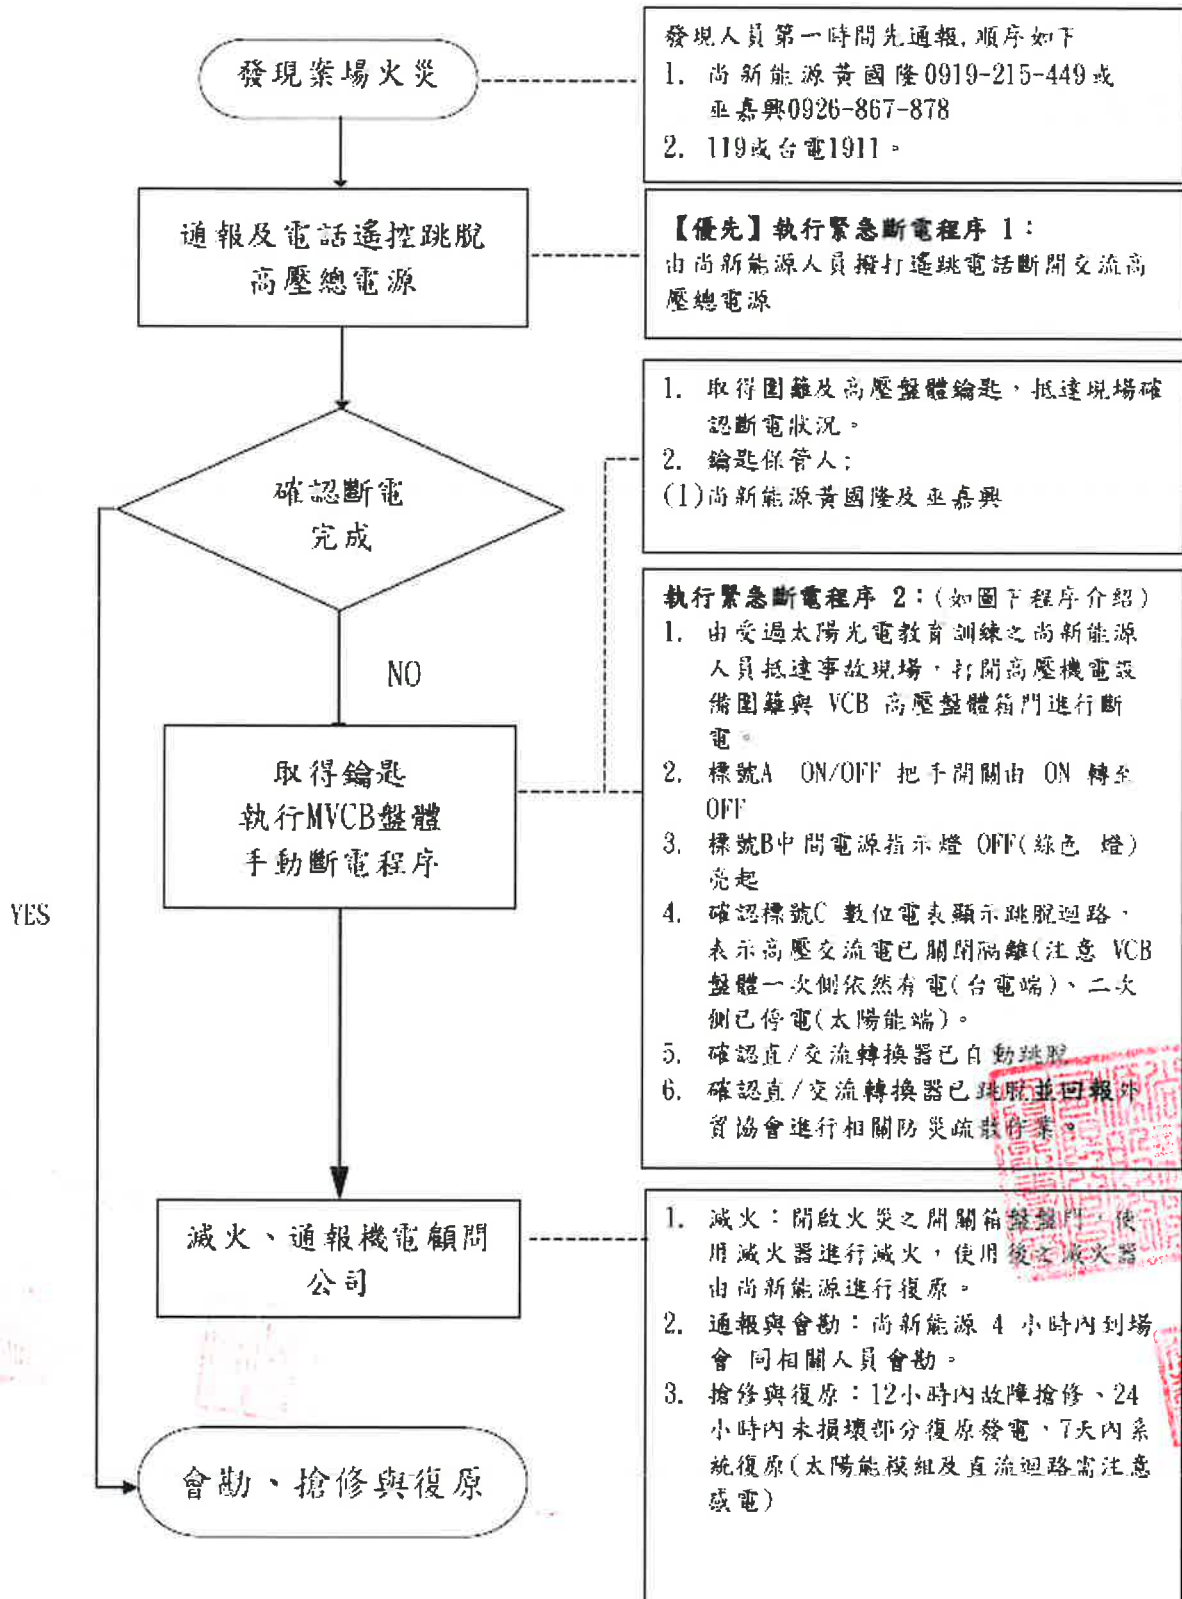 發現案場火災
發現人員第一時間先通報,順序如下
1. 尚新能源黃國隆0919-215-449或
巫嘉興0926-867-878
2. 119或台電1911。
通報及電話遙控跳脫
高壓總電源
【優先】執行緊急斷電程序 1：
由尚新能源人員撥打遙跳電話斷開交流高
壓總電源
確認斷電
完成
1. 取得圍籬及高壓盤體鑰匙，抵達現場確
認斷電狀況。
2. 鑰匙保管人:
(1)尚新能源黃國隆及巫嘉興
NO
YES
取得鑰匙
執行MVCB盤體
手動斷電程序
執行緊急斷電程序 2：(如圖下程序介紹)
1. 由受過太陽光電教育訓練之尚新能源
人員抵達事故現場，打開高壓機電設
備圍籬與 VCB 高壓盤體箱門進行斷
電。
2. 標號A ON/OFF 把手開關由 ON 轉至
OFF
3. 標號B中間電源指示燈 OFF(綠色 燈)
亮起
4. 確認標號C 數位電表顯示跳脫迴路，
表示高壓交流電已關閉隔離(注意 VCB
盤體一次側依然有電(台電端)、二次
側已停電(太陽能端)。
5. 確認直/交流轉換器已自動跳脫
6. 確認直/交流轉換器已跳脫並回報外
貿協會進行相關防災疏散作業。
滅火、通報機電顧問
公司
1. 滅火：開啟火災之開關箱盤盤門，使
用滅火器進行滅火，使用後之滅火器
由尚新能源進行復原。
2. 通報與會勘：尚新能源 4 小時內到場
會 同相關人員會勘。
3. 搶修與復原：12小時內故障搶修、24
小時內未損壞部分復原發電，7天內系
統復原(太陽能模組及直流迴路需注意
感電)
會勘、搶修與復原